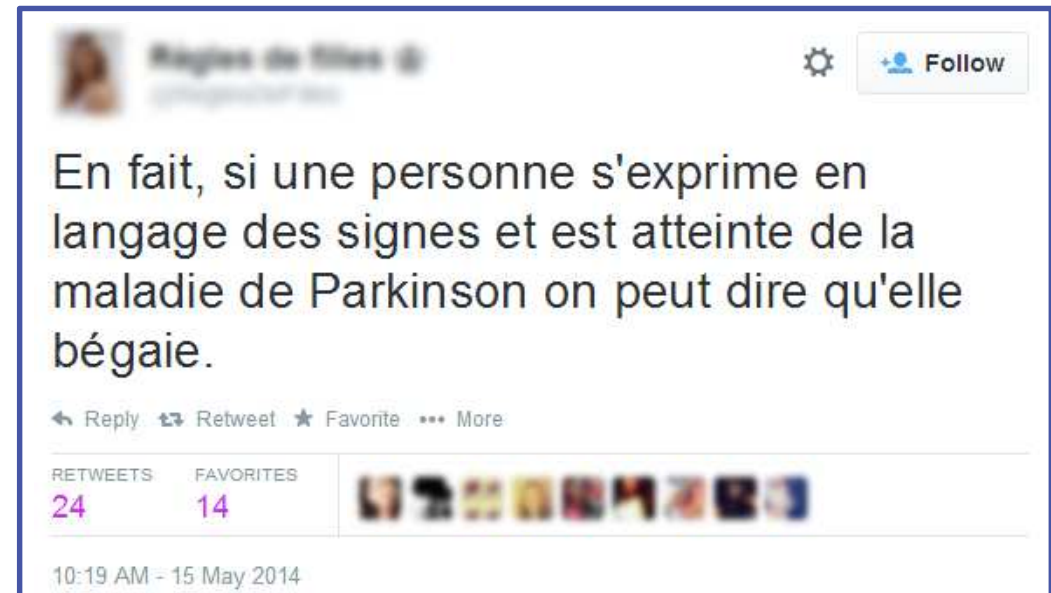 Follow
En fait, si une personne s'exprime en
langage des signes et est atteinte de la
maladie de Parkinson on peut dire qu'elle
bégaie.
Reply Retweet Favorite More
RETWEETS FAVORITES
24 14
10:19 AM - 15 May 2014